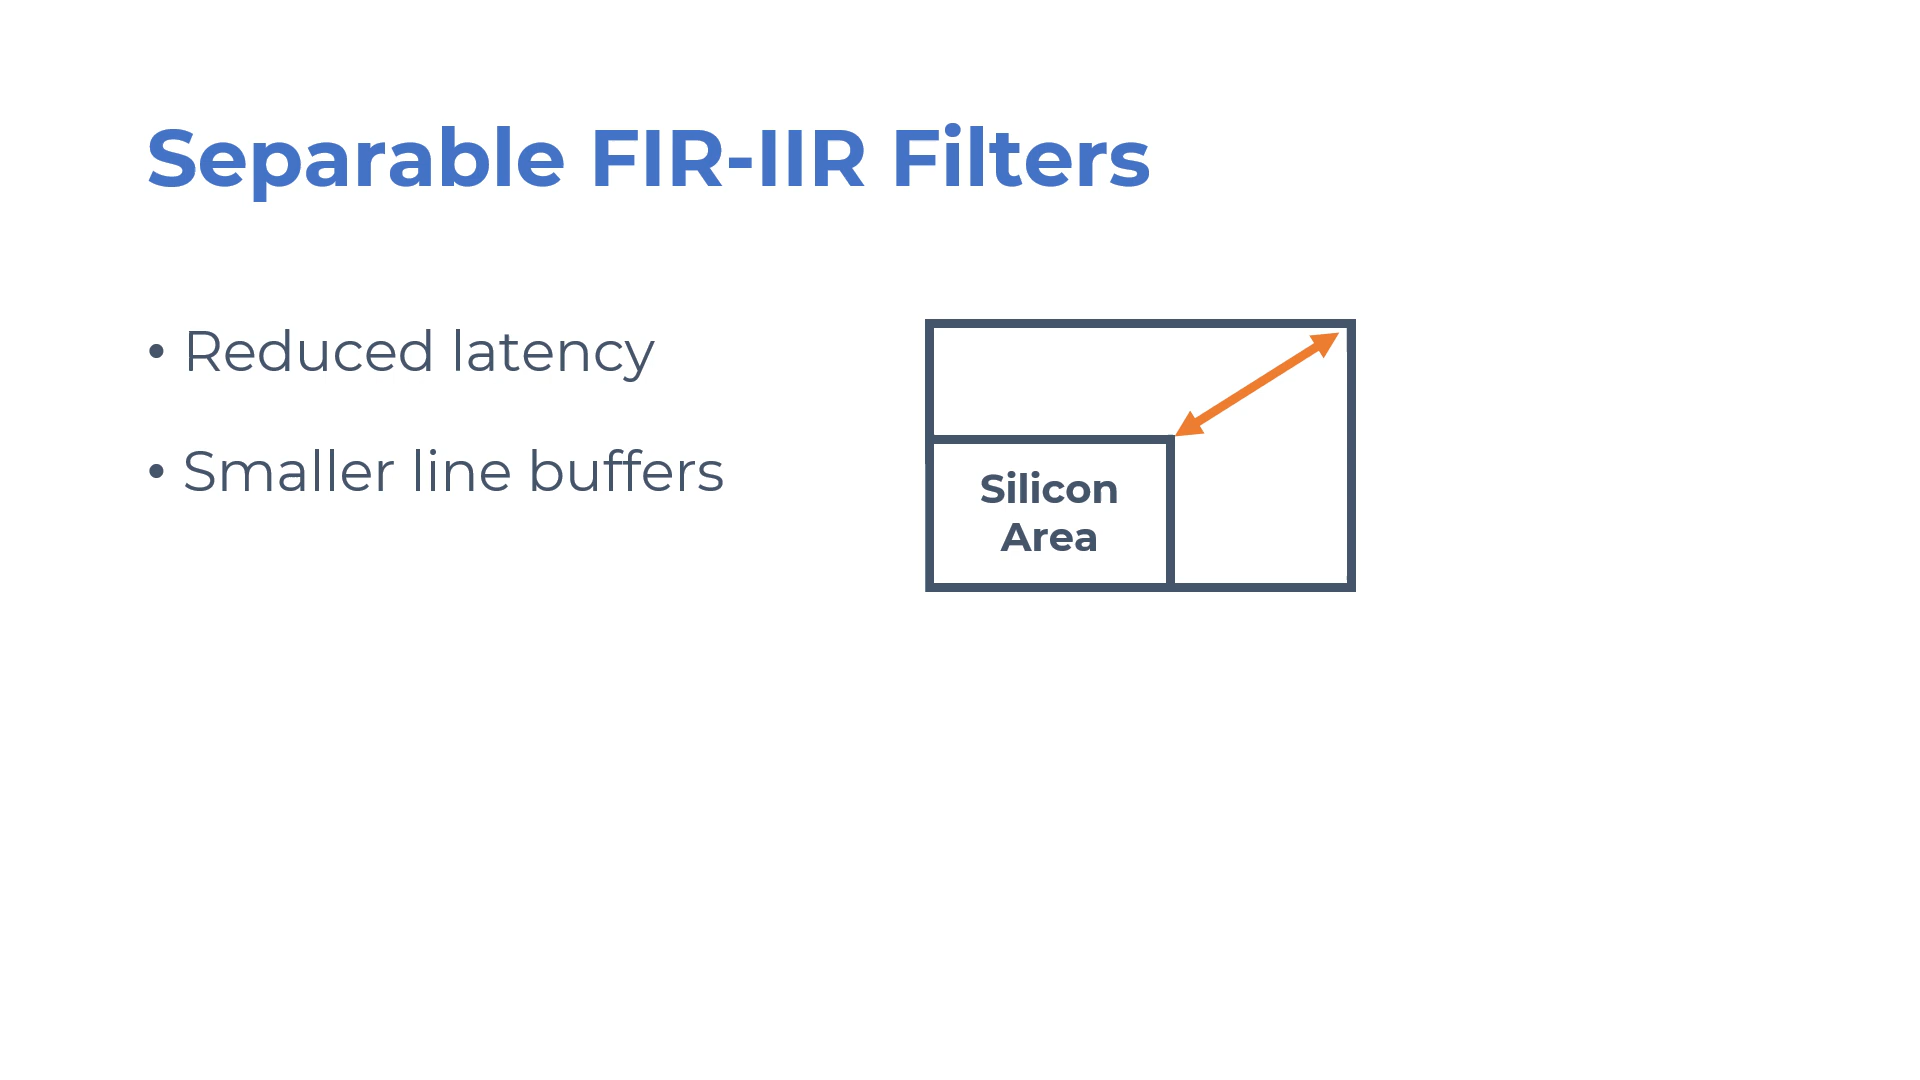 Separable FIR-IIR Filters
• Reduced latency
• Smaller line buffers
Silicon
Area